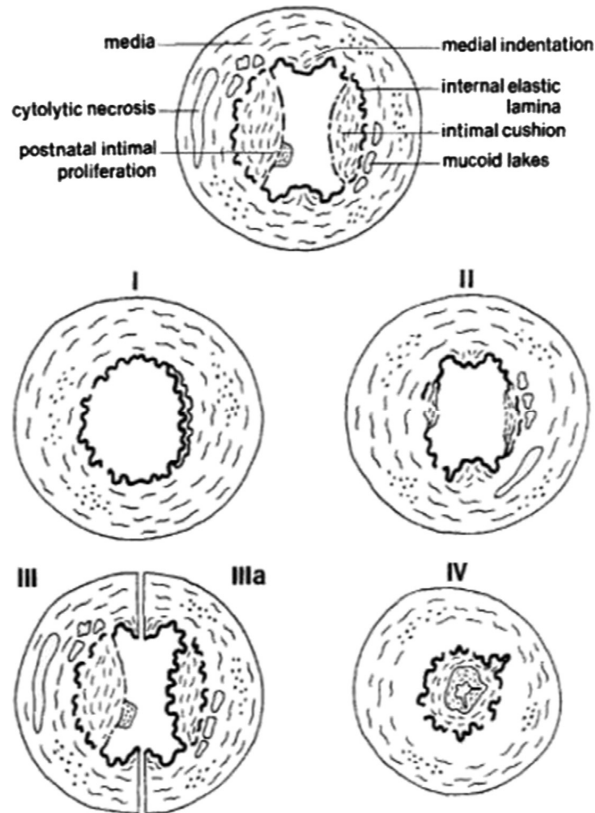 media
medial indentation
internal elastic
lamina
cytolytic necrosis
intimal cushion
postnatal intimal
proliferation
mucoid lakes
I
II
III
IIIa
IV